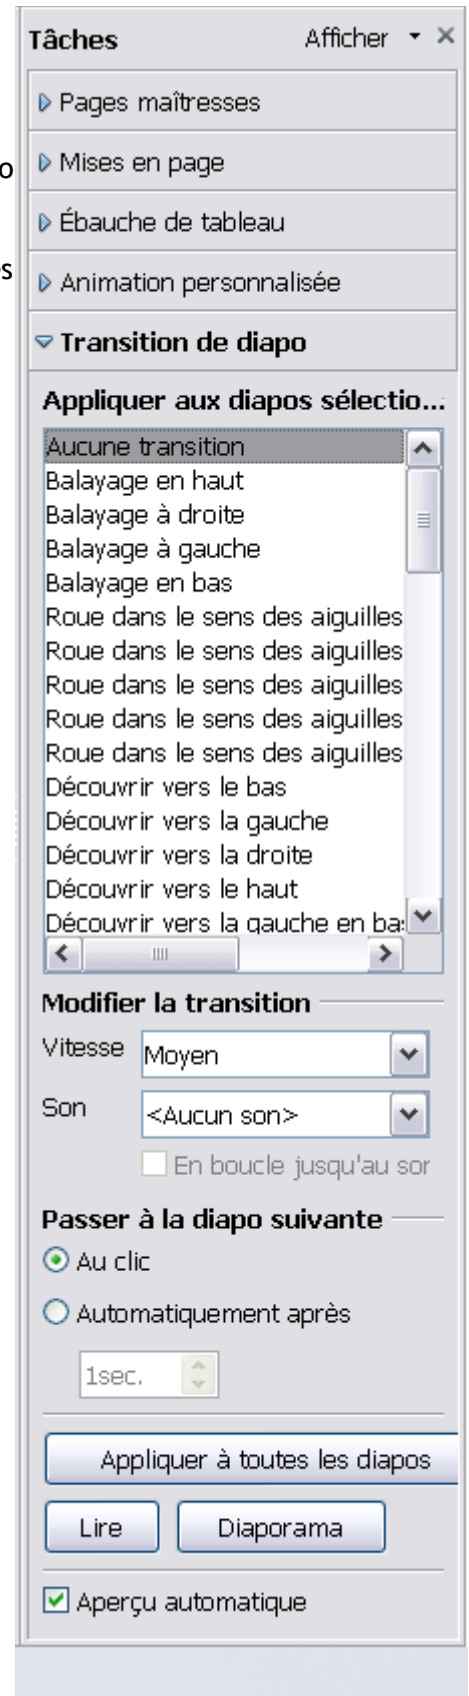 Tâches Afficher
Pages maîtresses
o
Mises en page
Ébauche de tableau
es
Animation personnalisée
Transition de diapo
Appliquer aux diapos sélectio...
Aucune transition
Balayage en haut
Balayage à droite
Balayage à gauche
Balayage en bas
Roue dans le sens des aiguilles
Roue dans le sens des aiguilles
Roue dans le sens des aiguilles
Roue dans le sens des aiguilles
Roue dans le sens des aiguilles
Découvrir vers le bas
Découvrir vers la gauche
Découvrir vers la droite
Découvrir vers le haut
Découvrir vers la gauche en bas
Modifier la transition
Vitesse Moyen
Son <Aucun son>
En boucle jusqu'au sor
Passer à la diapo suivante
Au clic
Automatiquement après
1sec.
Appliquer à toutes les diapos
Lire Diaporama
Aperçu automatique